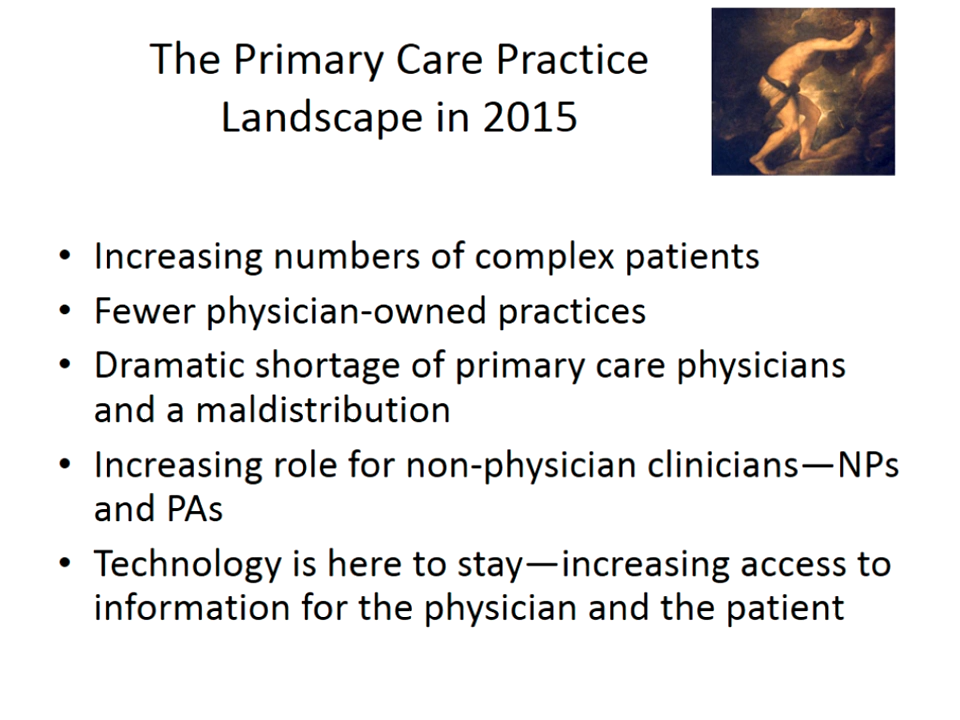 The Primary Care Practice
Landscape in 2015
• Increasing numbers of complex patients
• Fewer physician-owned practices
• Dramatic shortage of primary care physicians
and a maldistribution
• Increasing role for non-physician clinicians—NPs
and PAs
• Technology is here to stay—increasing access to
information for the physician and the patient